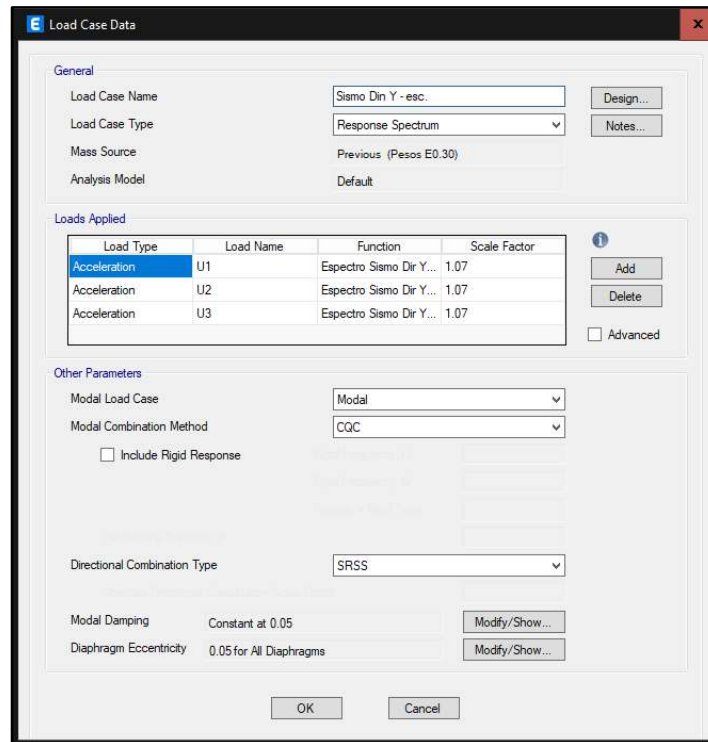 E Load Case Data x
General
Load Case Name Sismo Din Y - esc. Design...
Load Case Type Response Spectrum Notes...
Mass Source Previous (Pesos E0.30)
Analysis Model Default
Loads Applied
Load Type Load Name Function Scale Factor
Acceleration U1 Espectro Sismo Dir Y... 1.07 Add
Acceleration U2 Espectro Sismo Dir Y... 1.07 Delete
Acceleration U3 Espectro Sismo Dir Y... 1.07
Advanced
Other Parameters
Modal Load Case Modal
Modal Combination Method CQC
Include Rigid Response
Directional Combination Type SRSS
Modal Damping Constant at 0.05 Modify/Show...
Diaphragm Eccentricity 0.05 for All Diaphragms Modify/Show...
OK Cancel